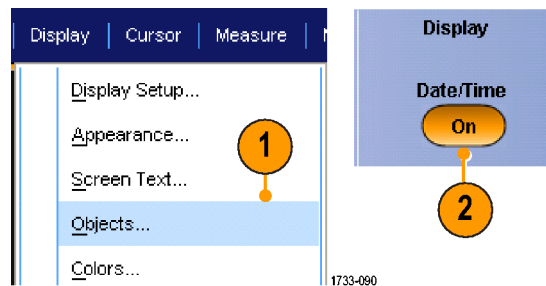 Display Cursor Measure
Display Setup...
Appearance...
1
Screen Text...
Objects...
Colors...
Display
Date/Time
On
2
1733-090